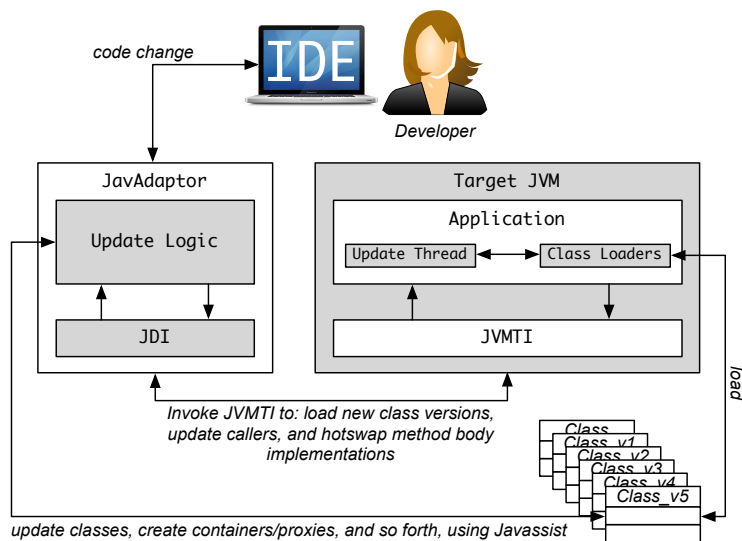 code change
IDE
Developer
JavAdaptor
Update Logic
JDI
Target JVM
Application
Update Thread
Class Loaders
JVMTI
load
Invoke JVMTI to: load new class versions,
update callers, and hotswap method body
implementations
Class
Class_v1
Class_v2
Class_v3
Class_v4
Class_v5
update classes, create containers/proxies, and so forth, using Javassist